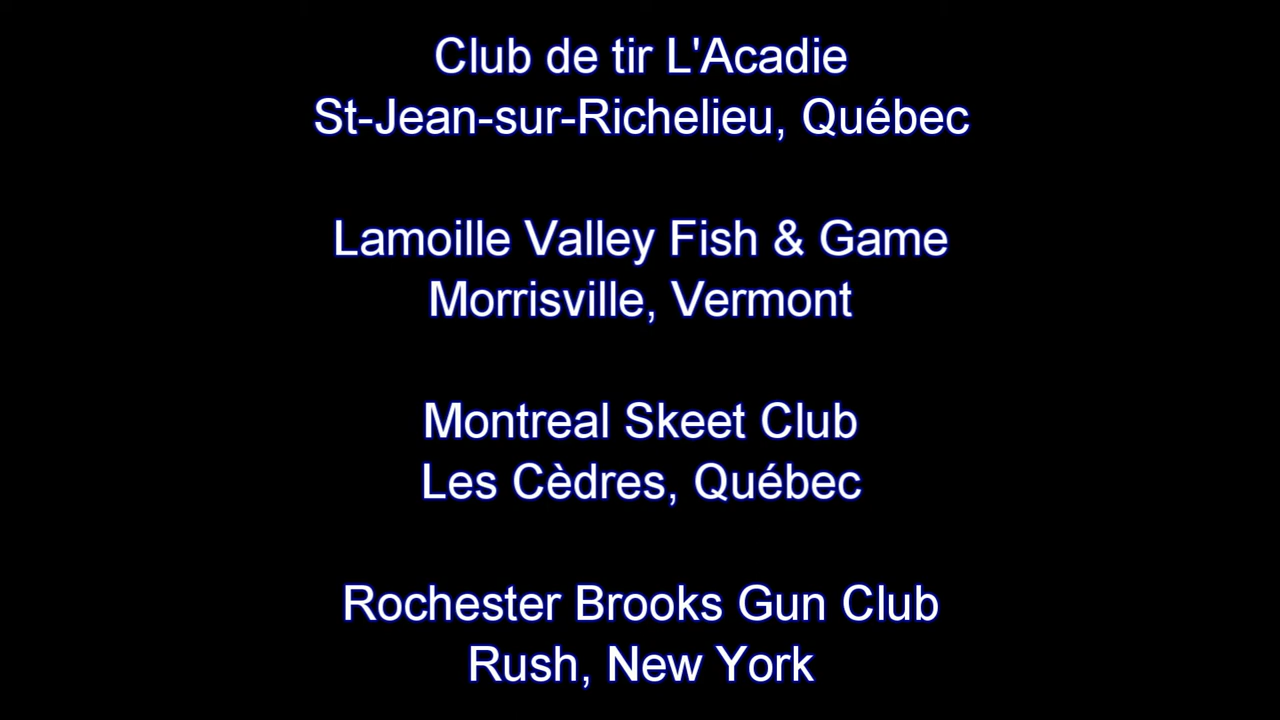 Club de tir L'Acadie
St-Jean-sur-Richelieu, Québec
Lamoille Valley Fish & Game
Morrisville, Vermont
Montreal Skeet Club
Les Cèdres, Québec
Rochester Brooks Gun Club
Rush, New York